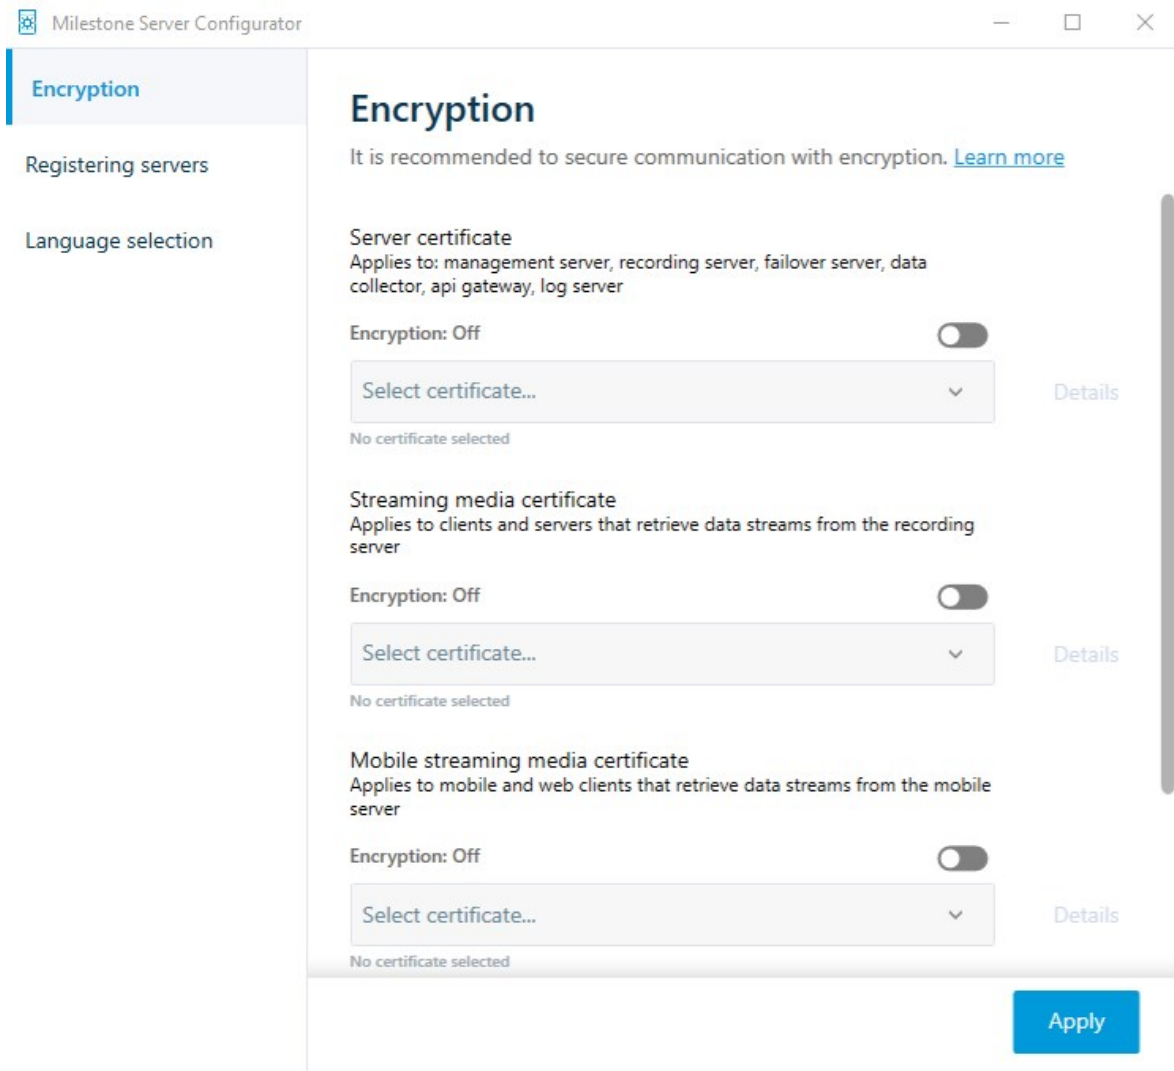 Milestone Server Configurator
Encryption
Registering servers
Language selection
Encryption
It is recommended to secure communication with encryption. Learn more
Server certificate
Applies to: management server, recording server, failover server, data
collector, api gateway, log server
Encryption: Off
Select certificate...
Details
No certificate selected
Streaming media certificate
Applies to clients and servers that retrieve data streams from the recording
server
Encryption: Off
Select certificate...
Details
No certificate selected
Mobile streaming media certificate
Applies to mobile and web clients that retrieve data streams from the mobile
server
Encryption: Off
Select certificate...
Details
No certificate selected
Apply